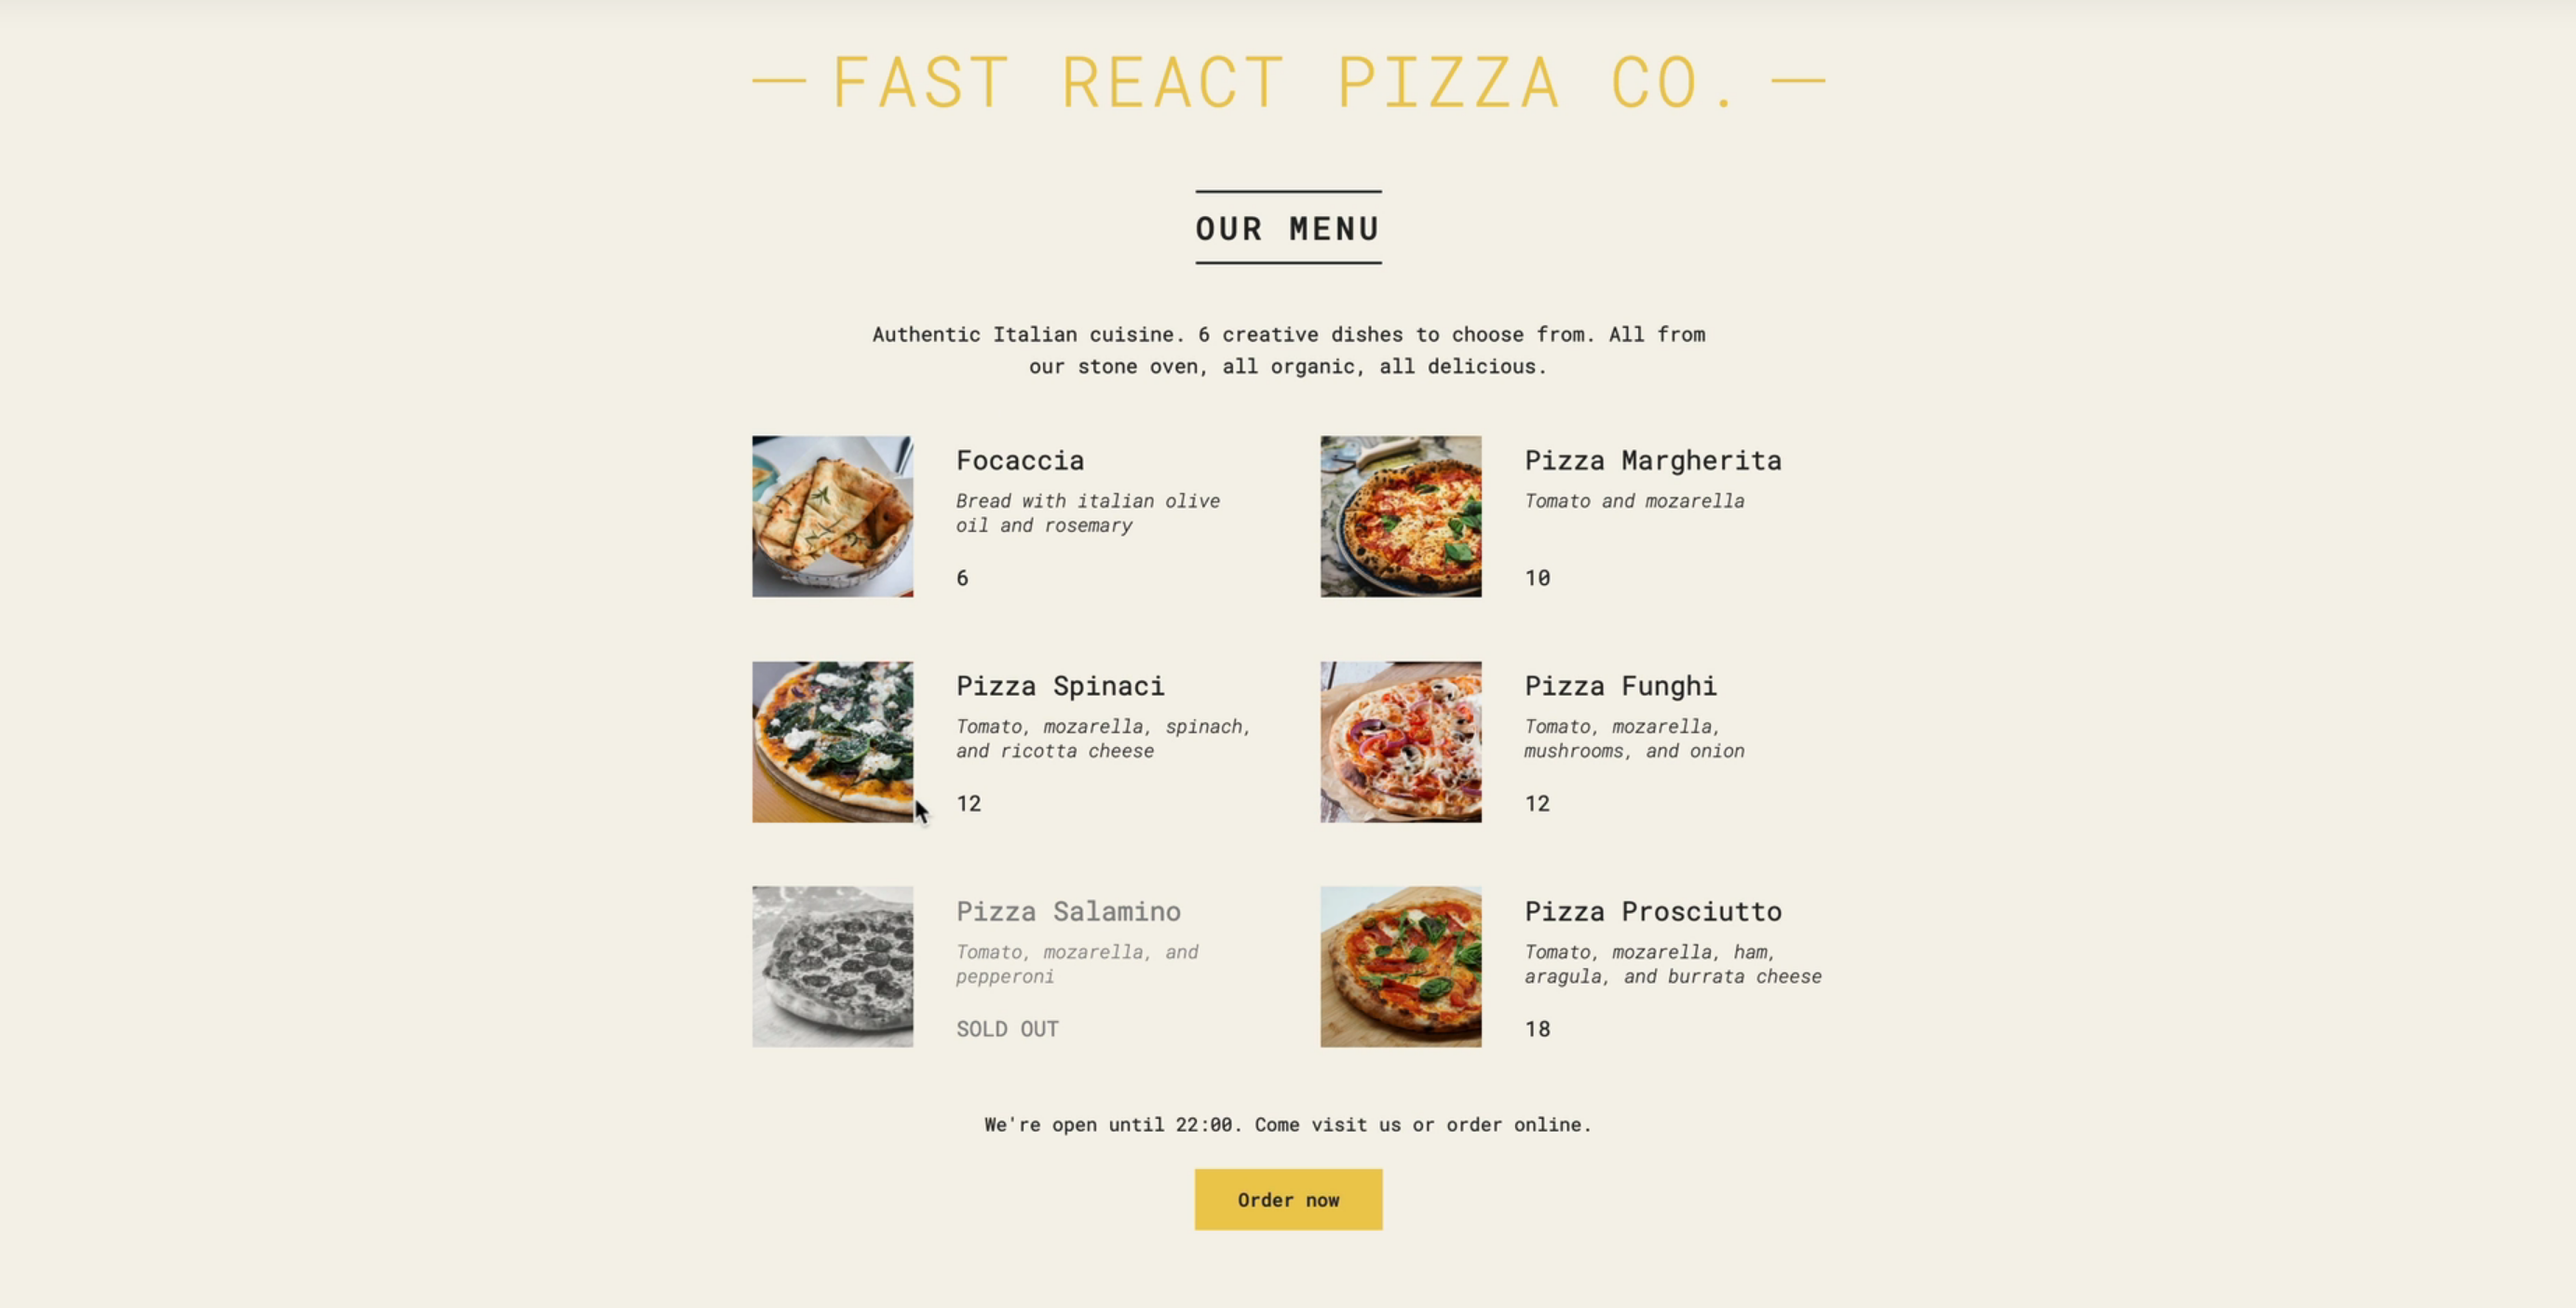 — FAST REACT PIZZA CO. —
OUR MENU
Authentic Italian cuisine. 6 creative dishes to choose from. All from
our stone oven, all organic, all delicious.
Focaccia
Bread with italian olive
oil and rosemary
6
Pizza Margherita
Tomato and mozarella
10
Pizza Spinaci
Tomato, mozarella, spinach,
and ricotta cheese
12
Pizza Funghi
Tomato, mozarella,
mushrooms, and onion
12
Pizza Salamino
Tomato, mozarella, and
pepperoni
SOLD OUT
Pizza Prosciutto
Tomato, mozarella, ham,
aragula, and burrata cheese
18
We're open until 22:00. Come visit us or order online.
Order now